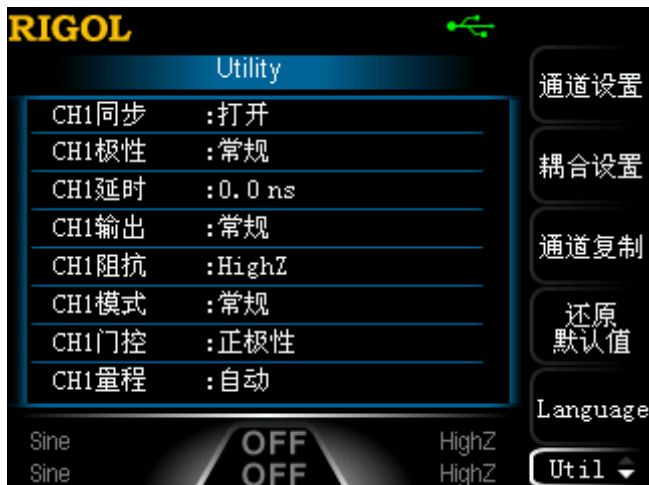 RIGOL
Utility
CH1同步 :打开
CH1极性 :常规
CH1延时 :0.0 ns
CH1输出 :常规
CH1阻抗 :HighZ
CH1模式 :常规
CH1门控 :正极性
CH1量程 :自动
Sine OFF HighZ
Sine OFF HighZ
通道设置
耦合设置
通道复制
还原
默认值
Language
Util